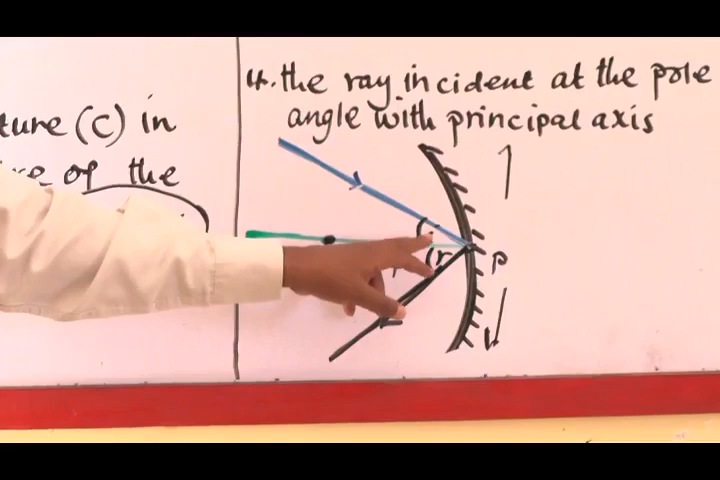 ture (C) in
of the
4. the ray incident at the pole
angle with principal axis
(r
P